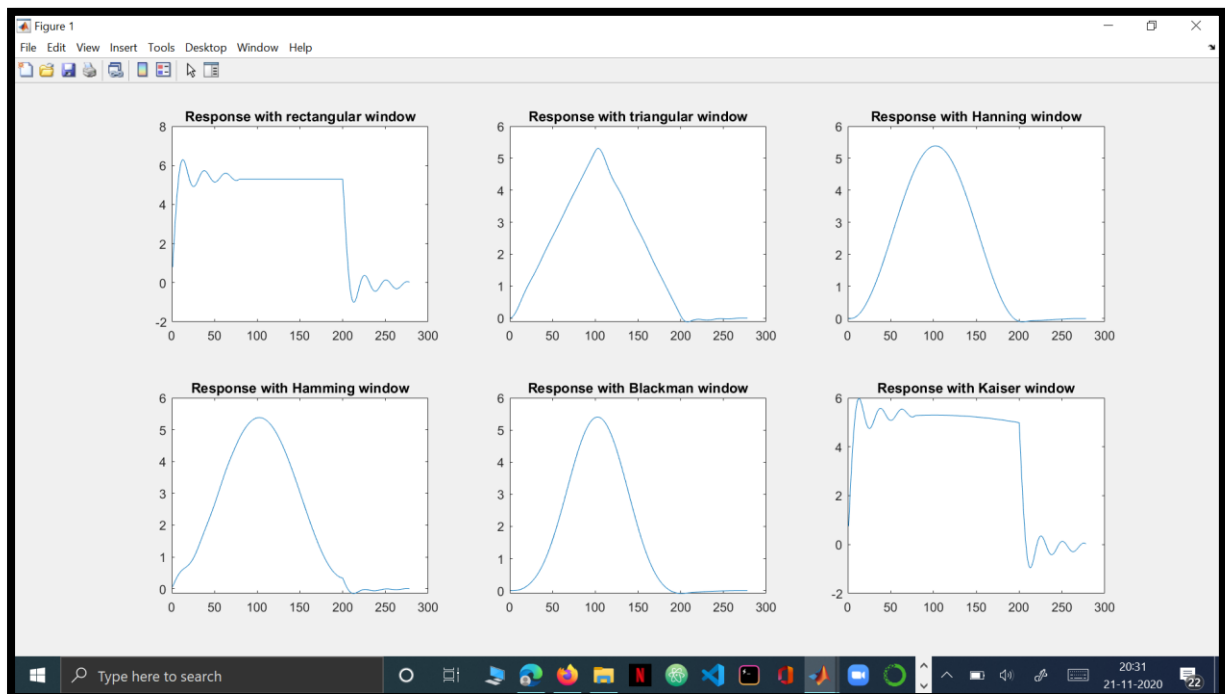 Figure 1
File Edit View Insert Tools Desktop Window Help
Response with rectangular window
8
6
4
2
0
-2
0 50 100 150 200 250 300
Response with triangular window
6
5
4
3
2
1
0
0 50 100 150 200 250 300
Response with Hanning window
6
5
4
3
2
1
0
0 50 100 150 200 250 300
Response with Hamming window
6
5
4
3
2
1
0
0 50 100 150 200 250 300
Response with Blackman window
6
5
4
3
2
1
0
0 50 100 150 200 250 300
Response with Kaiser window
6
4
2
0
-2
0 50 100 150 200 250 300
Type here to search
N
20:31
21-11-2020
22